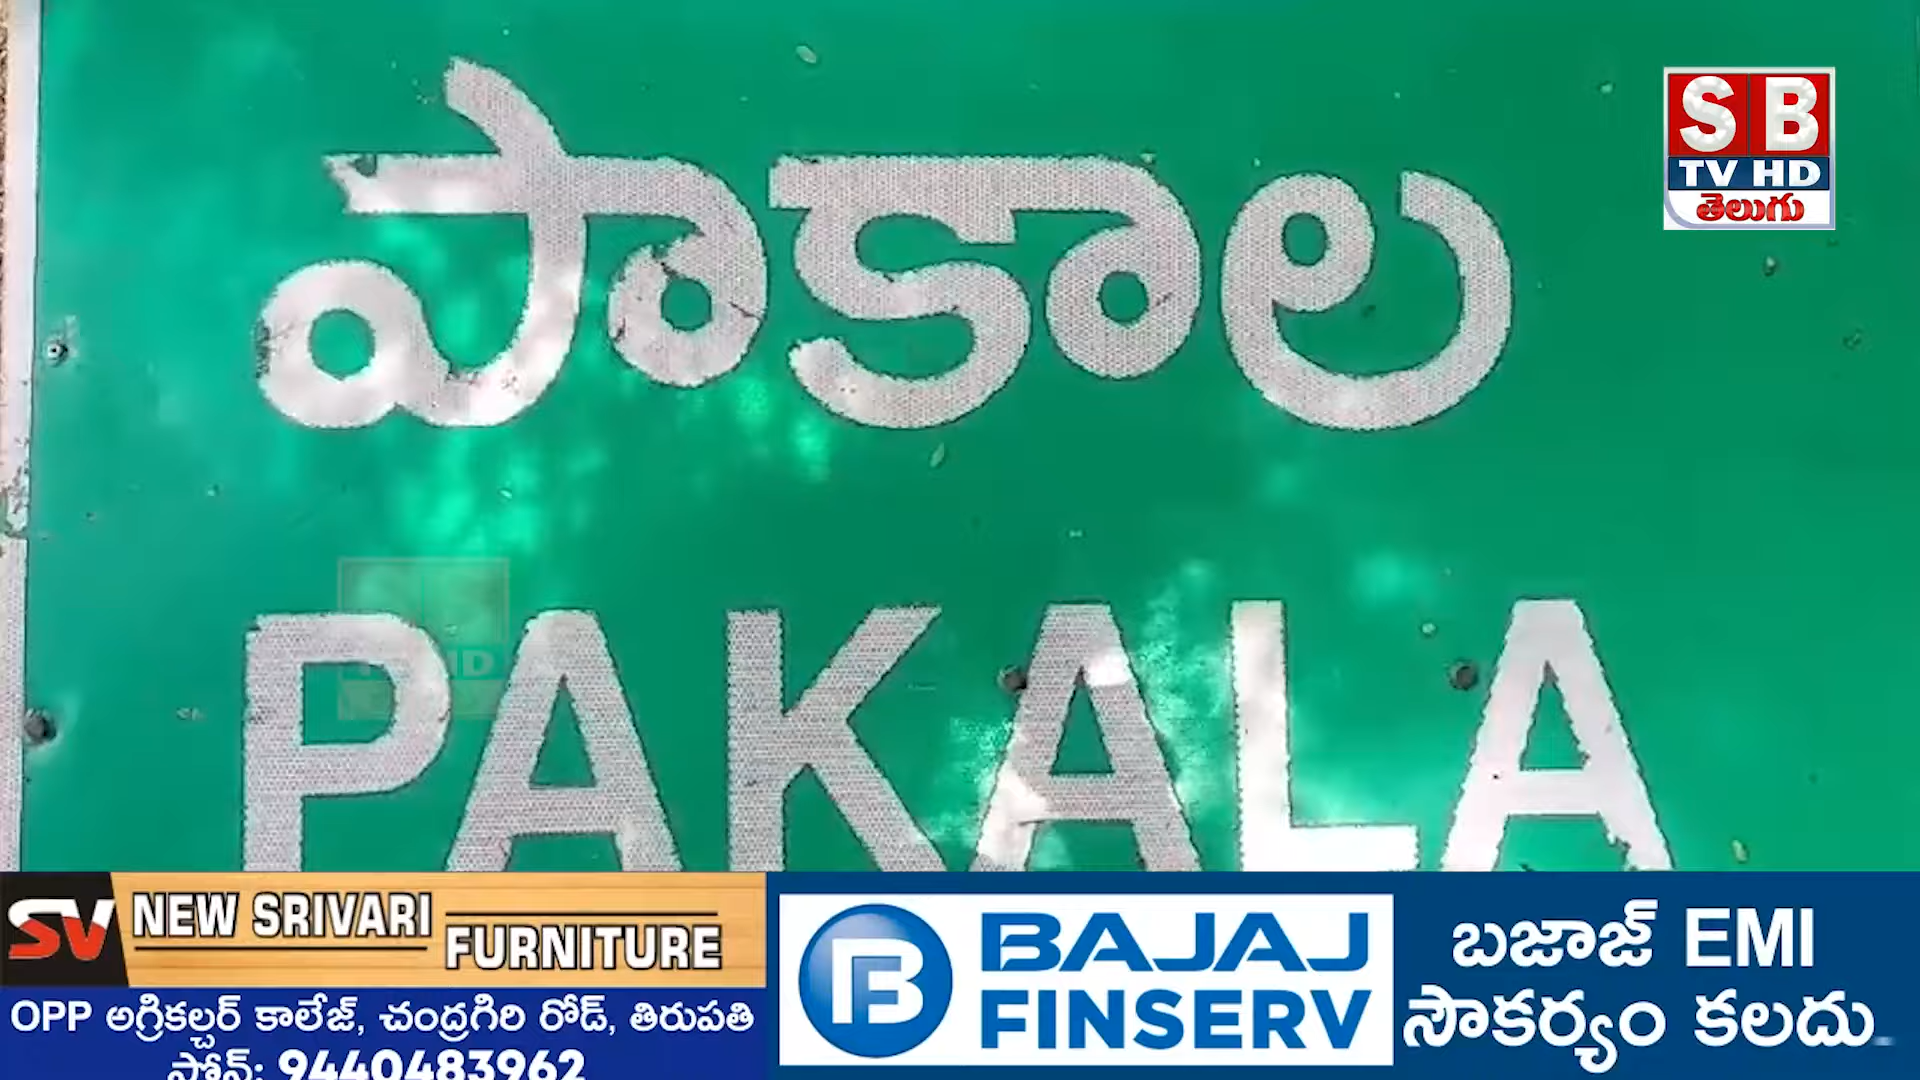 పాకాల
SB
TV HD
తెలుగు
PAKALA
SV NEW SRIVARI
FURNITURE
OPP అగ్రికల్చర్ కాలేజ్, చంద్రగిరి రోడ్, తిరుపతి
ఫోన్: 9440483962
BAJAJ
FINSERV
బజాజ్ EMI
సౌకర్యం కలదు